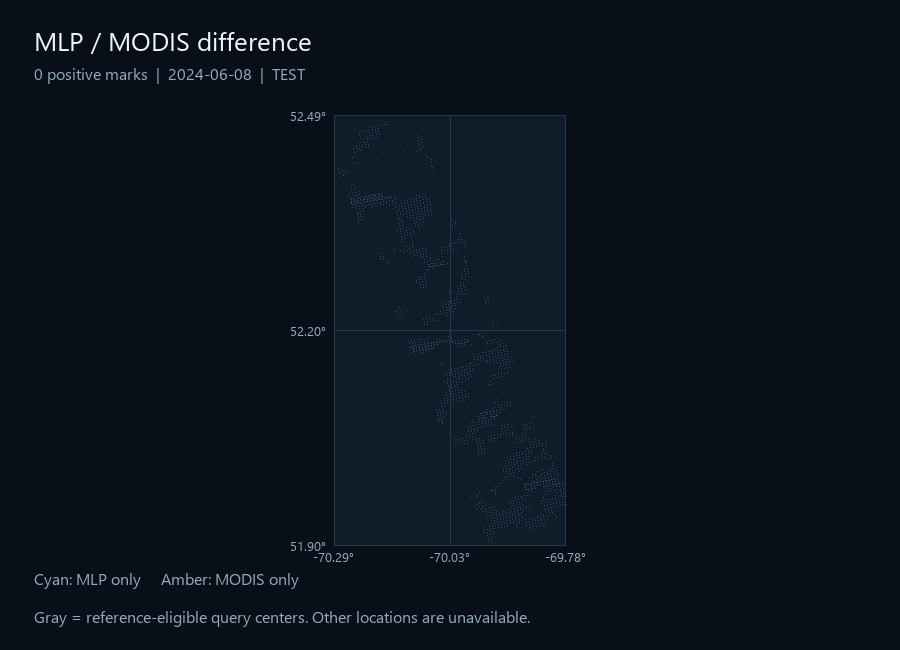 MLP / MODIS difference
0 positive marks | 2024-06-08 | TEST
52.49°
52.20°
51.90°
-70.29° -70.03° -69.78°
Cyan: MLP only Amber: MODIS only
Gray = reference-eligible query centers. Other locations are unavailable.